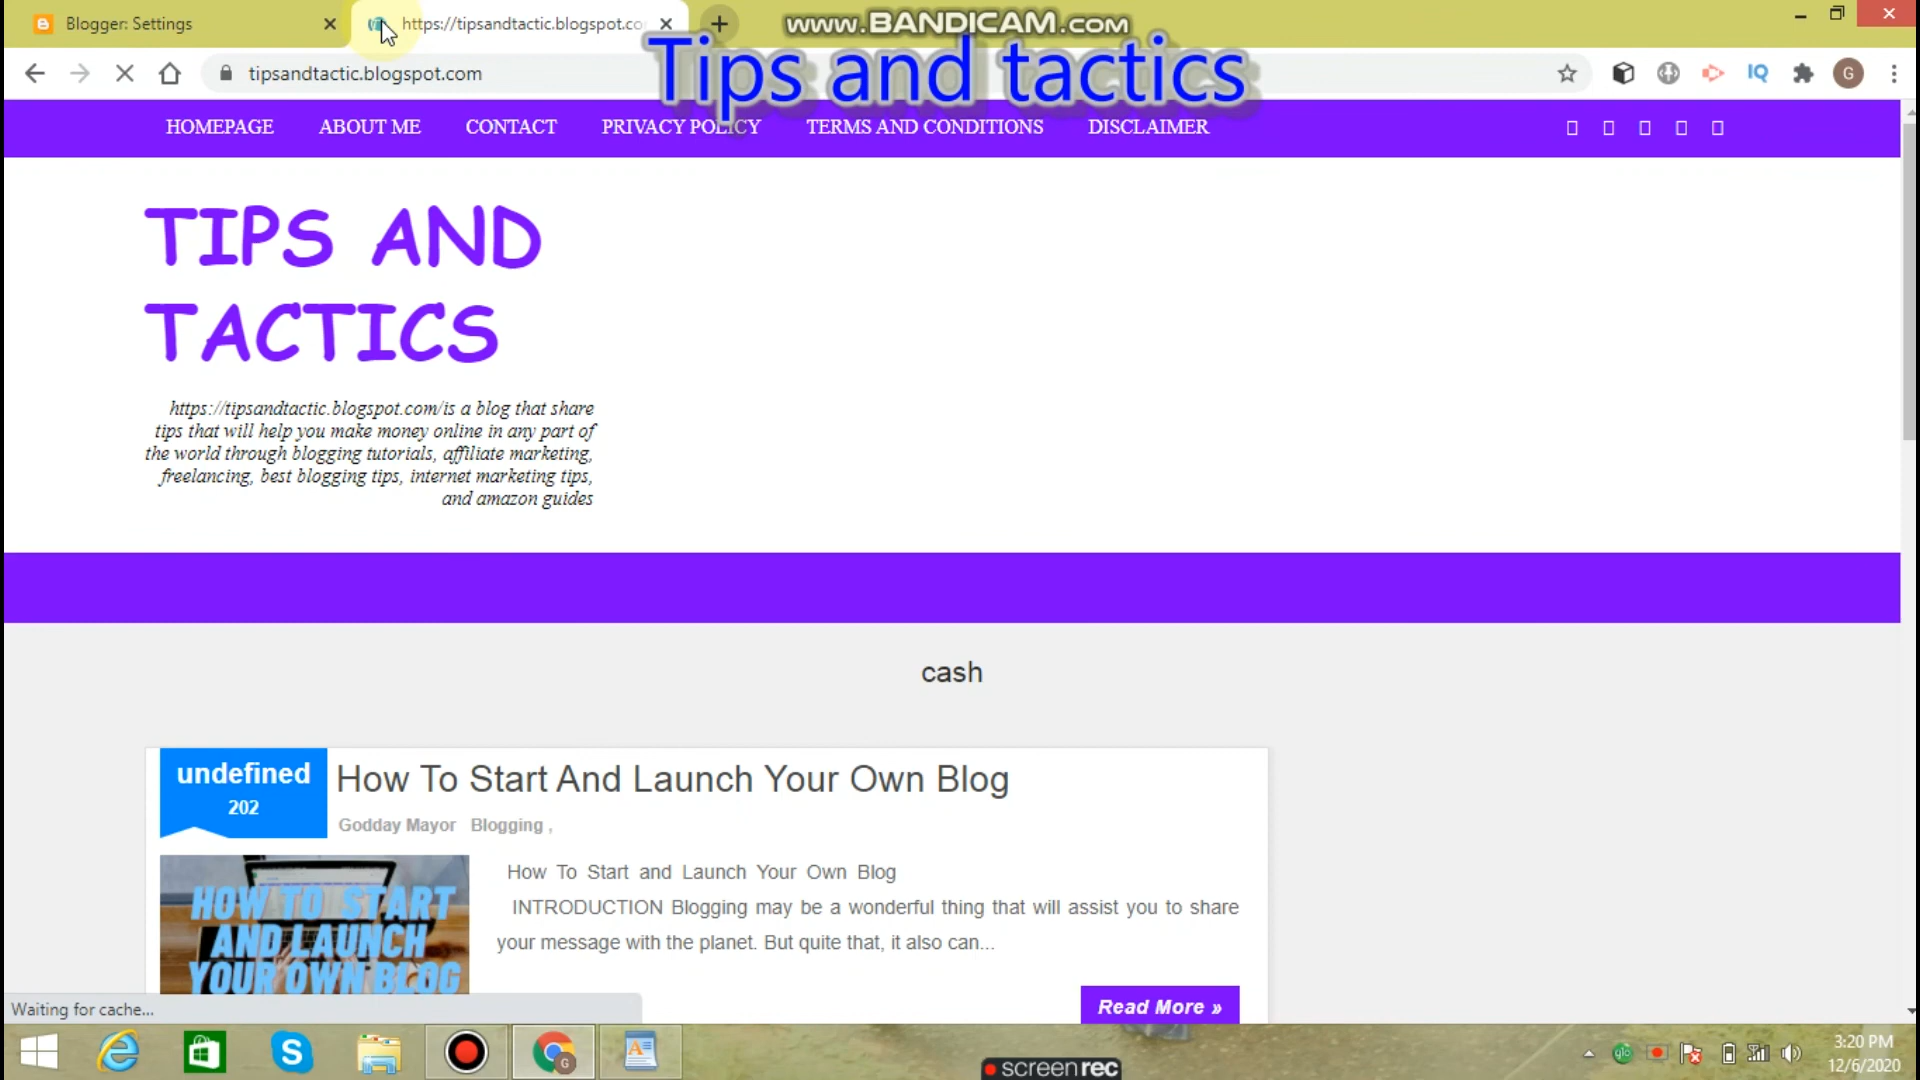 Blogger: Settings
https://tipsandtactic.blogspot.co
www.BANDICAM.com
Tips and tactics
tipsandtactic.blogspot.com
IQ
G
HOMEPAGE ABOUT ME CONTACT PRIVACY POLICY TERMS AND CONDITIONS DISCLAIMER
TIPS AND
TACTICS
https://tipsandtactic.blogspot.com/is a blog that share
tips that will help you make money online in any part of
the world through blogging tutorials, affiliate marketing,
freelancing, best blogging tips, internet marketing tips,
and amazon guides
cash
undefined
202
How To Start And Launch Your Own Blog
Godday Mayor Blogging ,
HOW TO START
AND LAUNCH
YOUR OWN BLOG
How To Start and Launch Your Own Blog
INTRODUCTION Blogging may be a wonderful thing that will assist you to share
your message with the planet. But quite that, it also can...
Read More »
Waiting for cache...
G
glo
3:20 PM
12/6/2020
screenrec